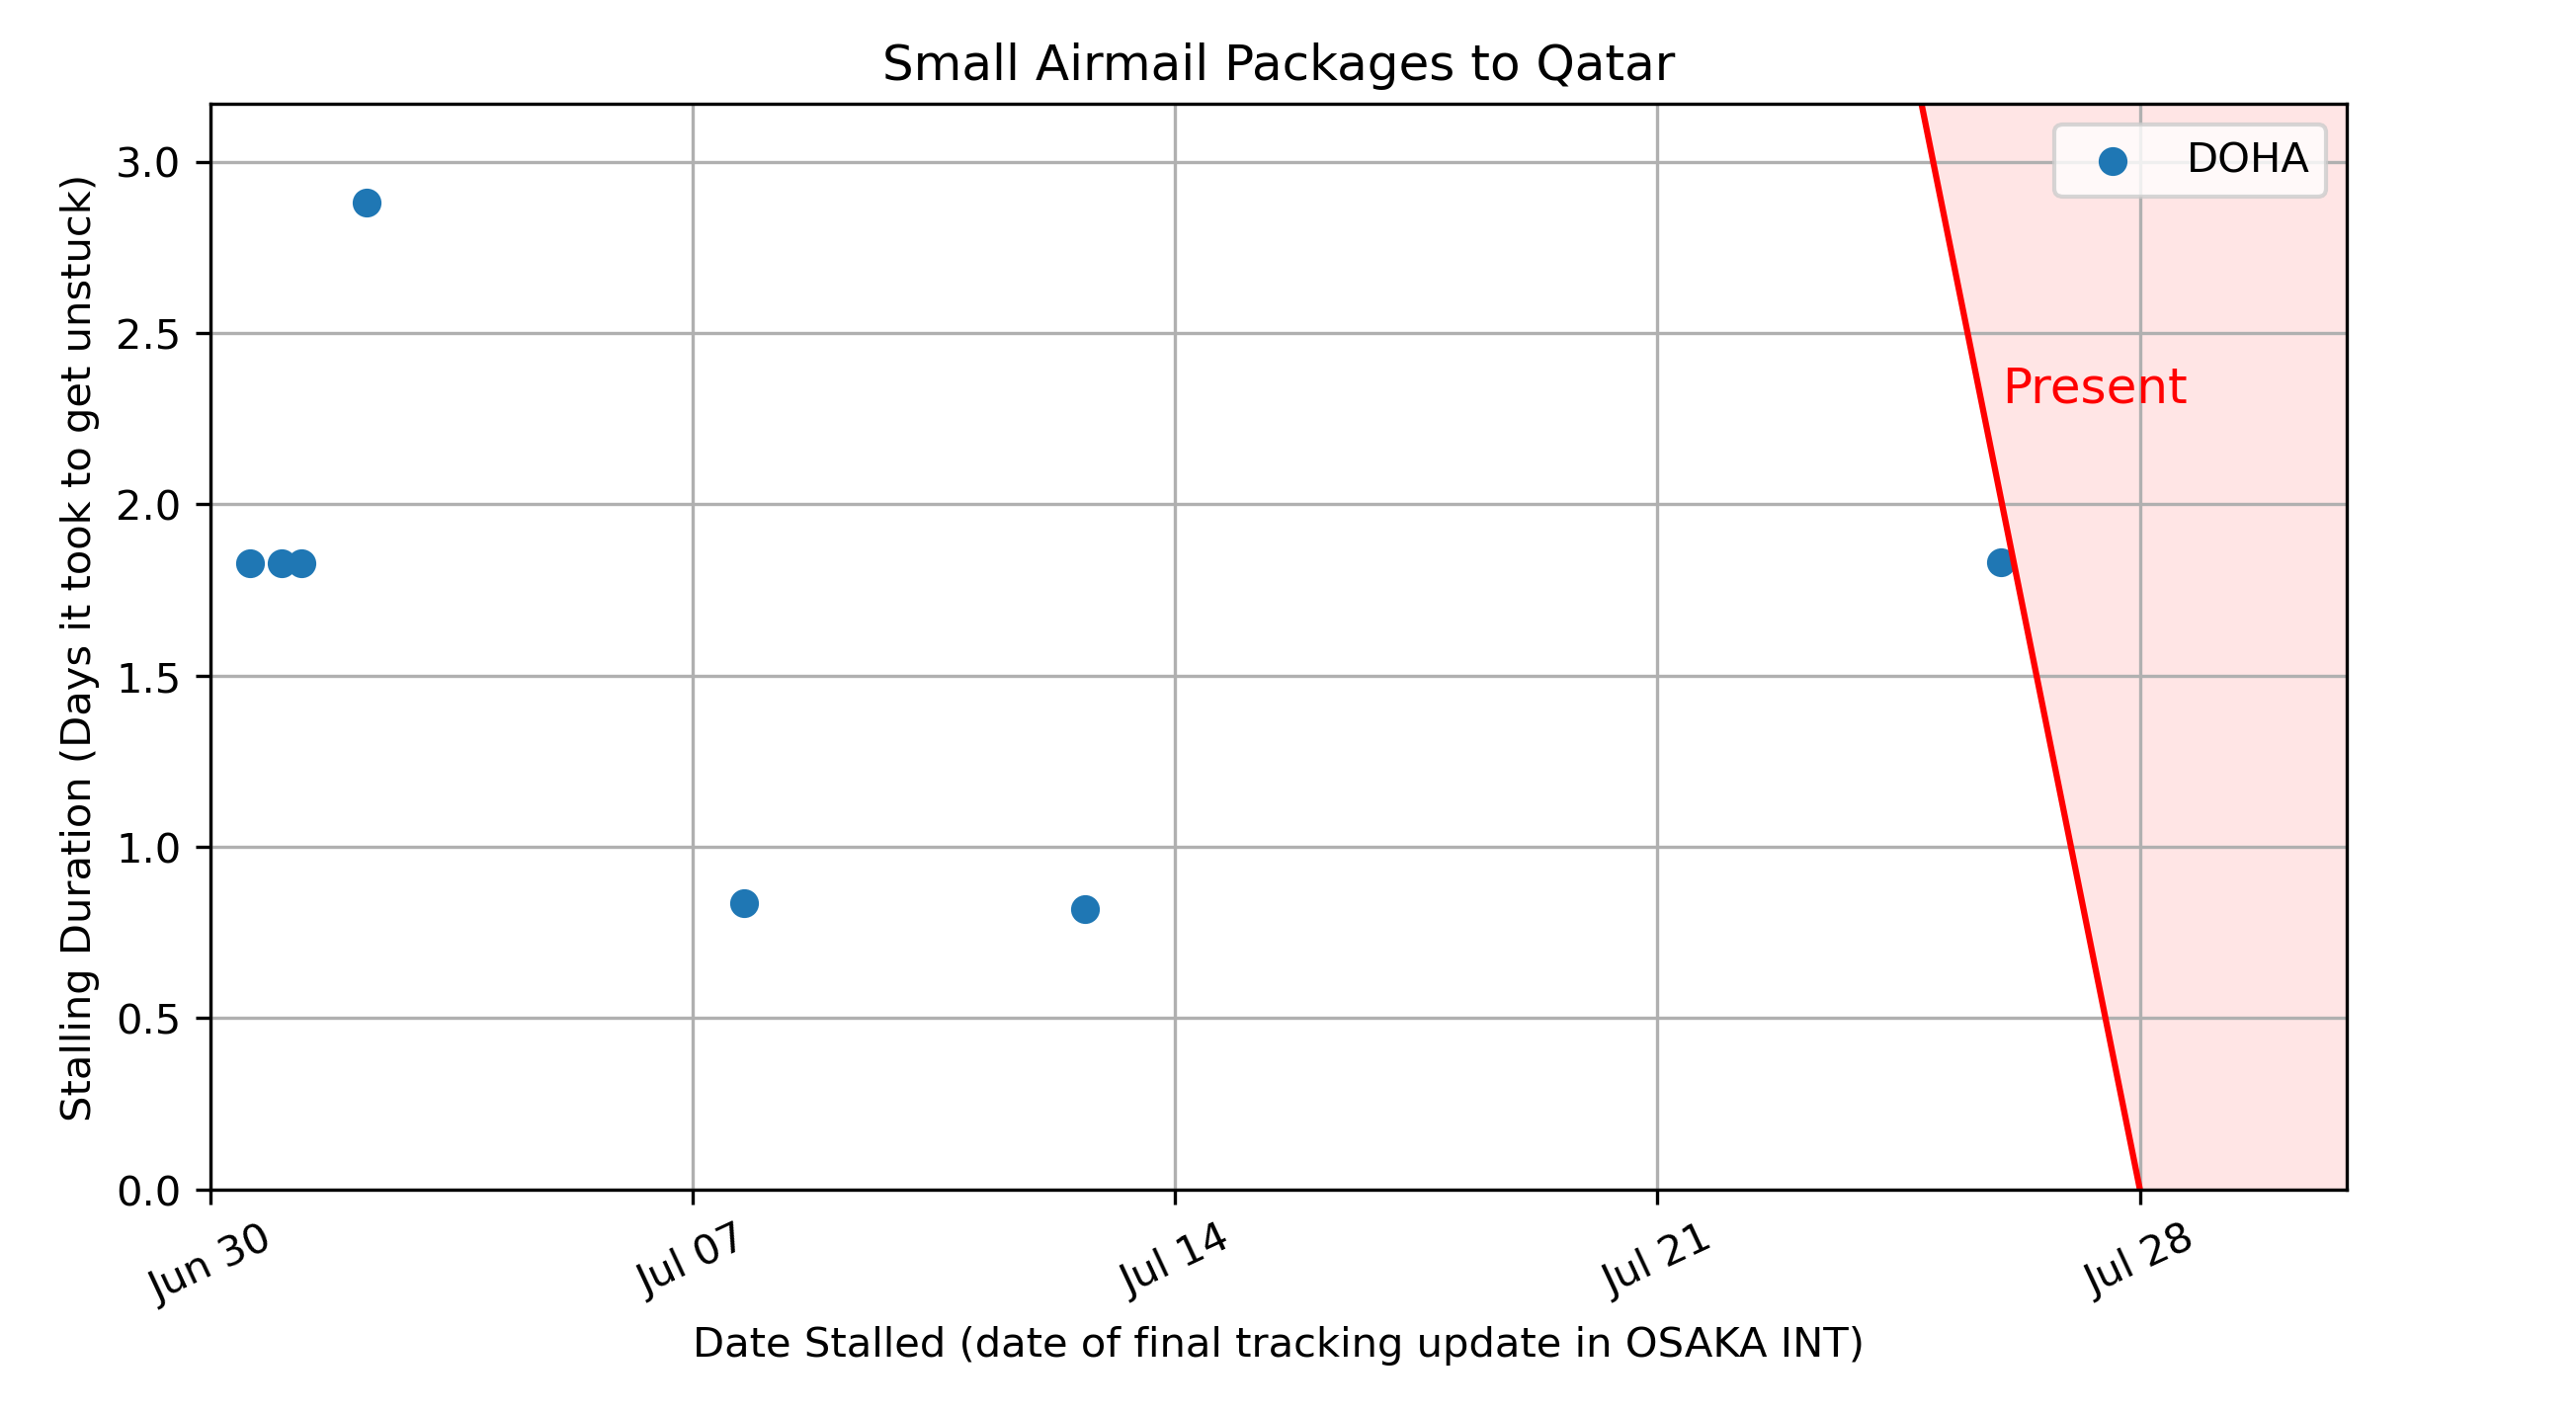 Small Airmail Packages to Qatar
DOHA
Present
Stalling Duration (Days it took to get unstuck)
3.0
2.5
2.0
1.5
1.0
0.5
0.0
Jun 30
Jul 07
Jul 14
Jul 21
Jul 28
Date Stalled (date of final tracking update in OSAKA INT)